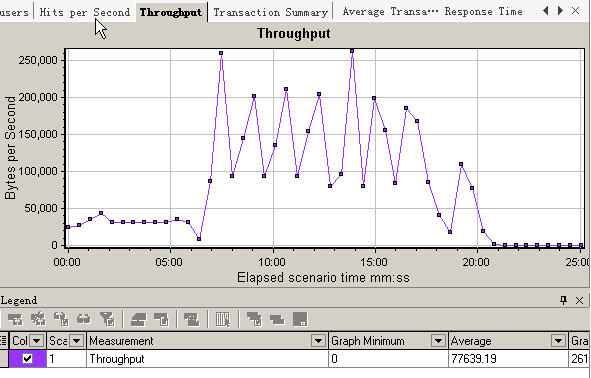 users Hits per Second Throughput Transaction Summary Average Transa… Response Time
Throughput
250,000
200,000
150,000
100,000
50,000
0
Bytes per Second
00:00 05:00 10:00 15:00 20:00 25:00
Elapsed scenario time mm:ss
Legend
Col Sca Measurement Graph Minimum Average Gra
1 Throughput 0 77639.19 261